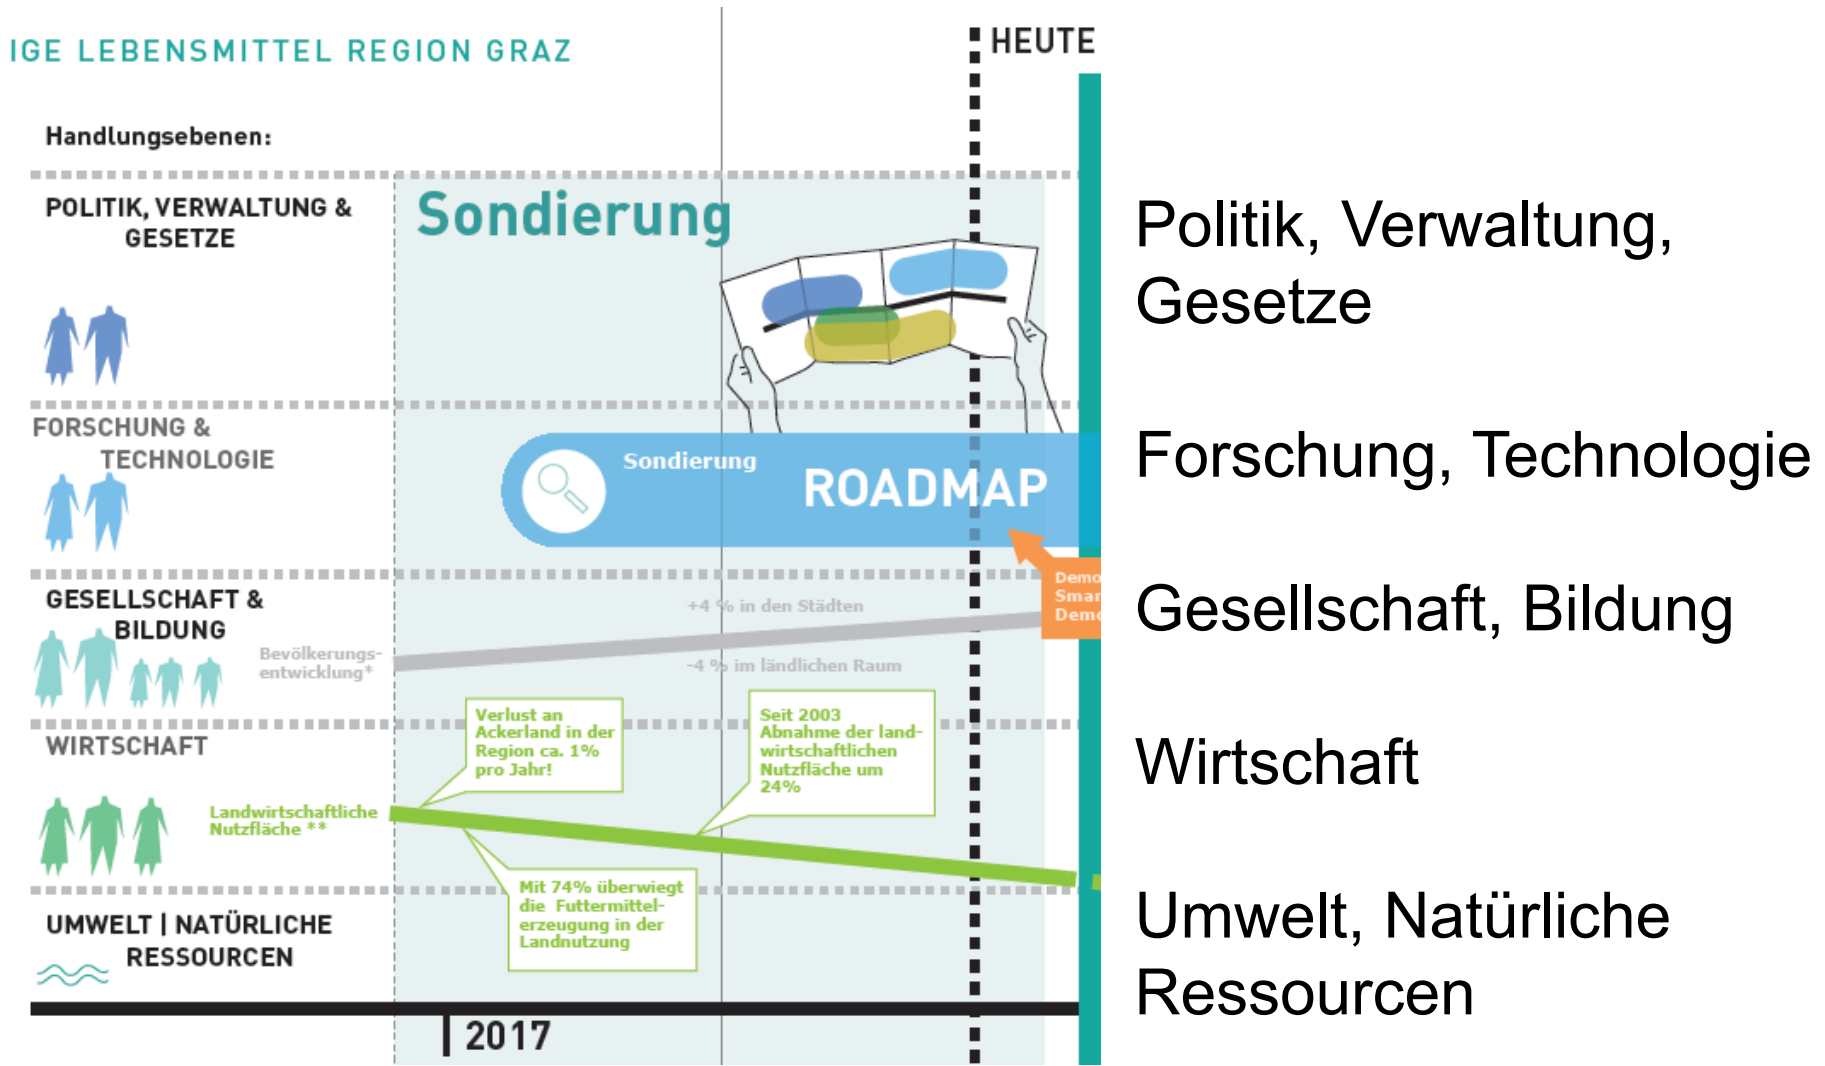 IGE LEBENSMITTEL REGION GRAZ
HEUTE
Handlungsebenen:
POLITIK, VERWALTUNG &
GESETZE
Sondierung
FORSCHUNG &
TECHNOLOGIE
Sondierung
ROADMAP
GESELLSCHAFT &
BILDUNG
Bevölkerungs-
entwicklung*
+4 % in den Städten
-4 % im ländlichen Raum
Demo
Smar
Demo
WIRTSCHAFT
Verlust an
Ackerland in der
Region ca. 1%
pro Jahr!
Seit 2003
Abnahme der land-
wirtschaftlichen
Nutzfläche um
24%
Landwirtschaftliche
Nutzfläche **
Mit 74% überwiegt
die Futtermittel-
erzeugung in der
Landnutzung
UMWELT | NATÜRLICHE
RESSOURCEN
2017
Politik, Verwaltung,
Gesetze
Forschung, Technologie
Gesellschaft, Bildung
Wirtschaft
Umwelt, Natürliche
Ressourcen